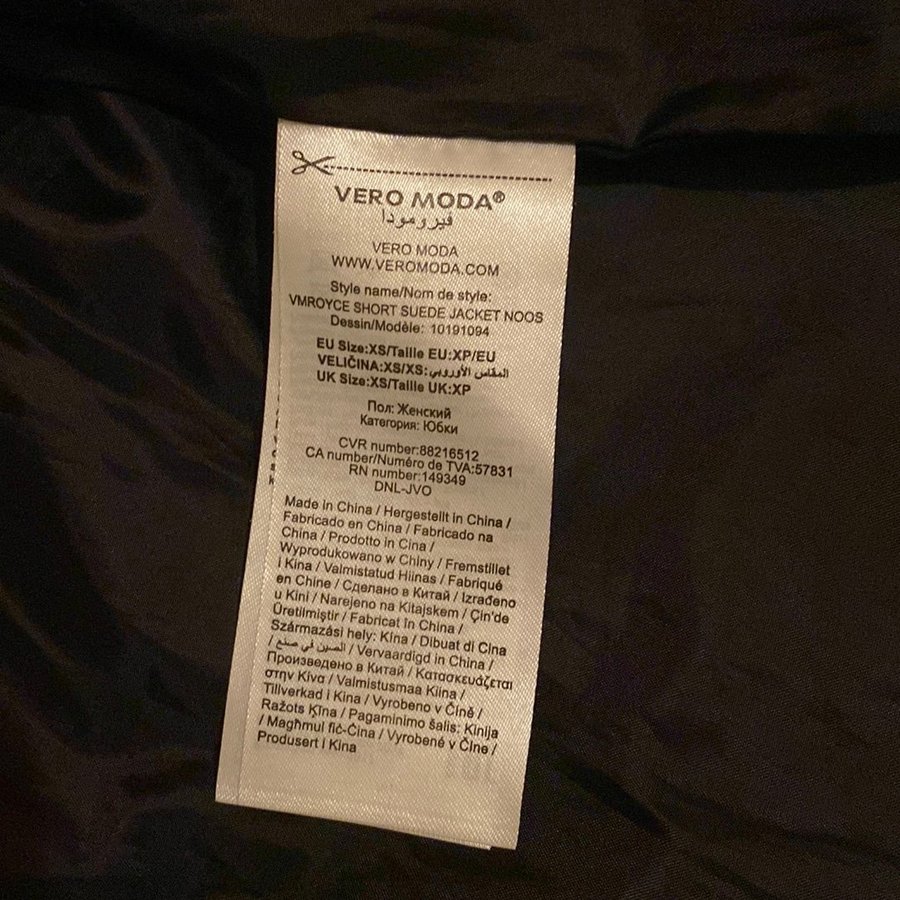 VERO MODA®
فيرومودا
VERO MODA
WWW.VEROMODA.COM
Style name/Nom de style:
VMROYCE SHORT SUEDE JACKET NOOS
Dessin/Modèle: 10191094
EU Size:XS/Taille EU:XP/EU
VELIČINA:XS/XS:المقاس الأوروبي
UK Size:XS/Taille UK:XP
Пол: Женский
Категория: Юбки
CVR number:88216512
CA number/Numéro de TVA:57831
RN number:149349
DNL-JVO
Made in China / Hergestellt in China /
Fabricado en China / Fabricado na
China / Prodotto in Cina /
Wyprodukowano w Chiny / Fremstillet
i Kina / Valmistatud Hiinas / Fabriqué
en Chine / Сделано в Китай / Izrađeno
u Kini / Narejeno na Kitajskem / Çin'de
Üretilmiştir / Fabricat în China /
Származási hely: Kína / Dibuat di Cina
/ الصين في صنع / Vervaardigd in China /
Произведено в Китай / Κατασκευάζεται
στην Κίνα / Valmistusmaa Kiina /
Tillverkad i Kina / Vyrobeno v Číně /
Ražots Ķīna / Pagaminimo šalis: Kinija
/ Magħmul fiċ-Ċina / Vyrobené v Číne /
Produsert i Kina